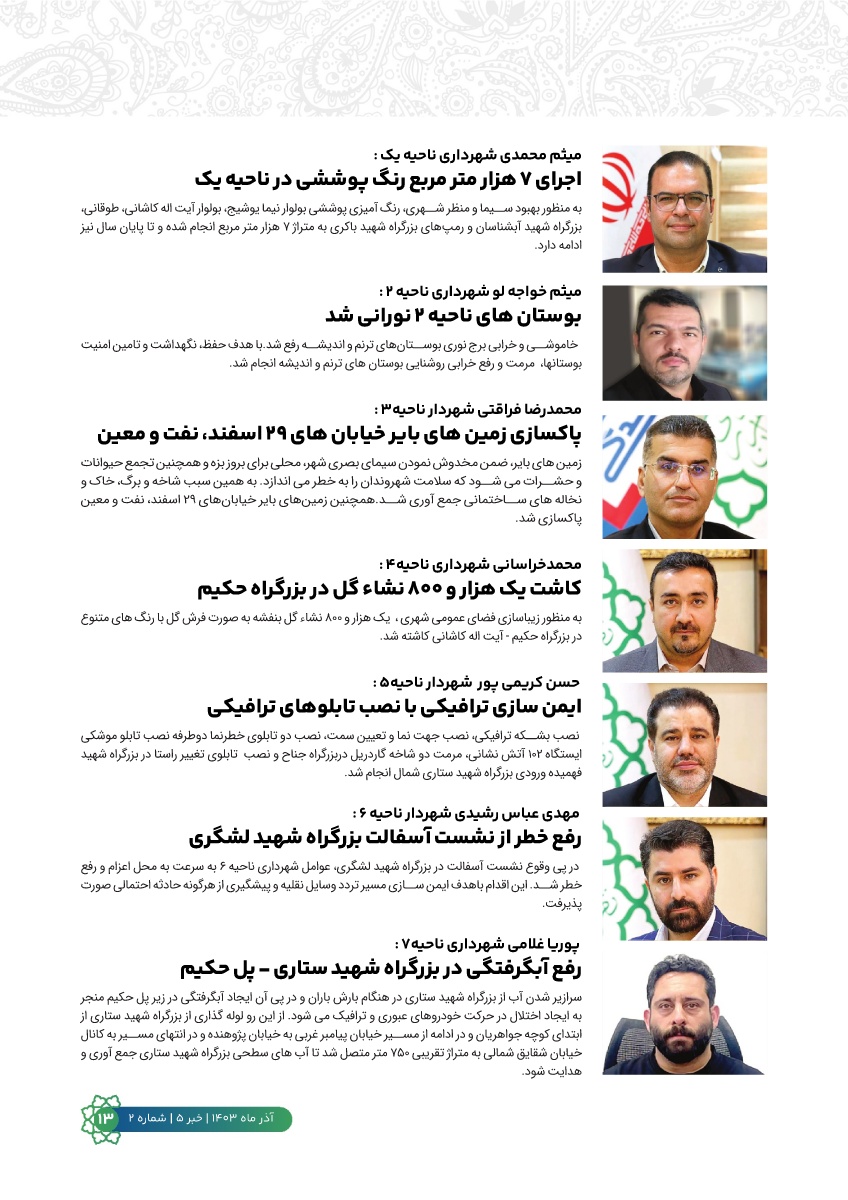 میثم محمدی شهرداری ناحیه یک :
اجرای ۷ هزار متر مربع رنگ پوششی در ناحیه یک
به منظور بهبود سـیما و منظر شـهری، رنگ آمیزی پوششی بولوار نیما یوشیج، بولوار آیت اله کاشانی، طوقانی،
بزرگراه شهید آبشناسان و رمپ‌های بزرگراه شهید باکری به متراژ ۷ هزار متر مربع انجام شده و تا پایان سال نیز
ادامه دارد.
میثم خواجه لو شهرداری ناحیه ۲ :
بوستان های ناحیه ۲ نورانی شد
خاموشـی و خرابی برج نوری بوسـتان‌های ترنم و اندیشـه رفع شد.با هدف حفظ، نگهداشت و تامین امنیت
بوستانها، مرمت و رفع خرابی روشنایی بوستان های ترنم و اندیشه انجام شد.
محمدرضا فراقتی شهردار ناحیه۳ :
پاکسازی زمین های بایر خیابان های ۲۹ اسفند، نفت و معین
زمین های بایر، ضمن مخدوش نمودن سیمای بصری شهر، محلی برای بروز بزه و همچنین تجمع حیوانات
و حشـرات می شـود که سلامت شهروندان را به خطر می اندازد. به همین سبب شاخه و برگ، خاک و
نخاله های سـاختمانی جمع آوری شـد.همچنین زمین‌های بایر خیابان‌های ۲۹ اسفند، نفت و معین
پاکسازی شد.
محمدخراسانی شهرداری ناحیه۴ :
کاشت یک هزار و ۸۰۰ نشاء گل در بزرگراه حکیم
به منظور زیباسازی فضای عمومی شهری ، یک هزار و ۸۰۰ نشاء گل بنفشه به صورت فرش گل با رنگ های متنوع
در بزرگراه حکیم - آیت اله کاشانی کاشته شد.
حسن کریمی پور شهردار ناحیه۵ :
ایمن سازی ترافیکی با نصب تابلوهای ترافیکی
نصب بشـکه ترافیکی، نصب جهت نما و تعیین سمت، نصب دو تابلوی خطرنما دوطرفه نصب تابلو موشکی
ایستگاه ۱۰۲ آتش نشانی، مرمت دو شاخه گاردریل دربزرگراه جناح و نصب تابلوی تغییر راستا در بزرگراه شهید
فهمیده ورودی بزرگراه شهید ستاری شمال انجام شد.
مهدی عباس رشیدی شهردار ناحیه ۶ :
رفع خطر از نشست آسفالت بزرگراه شهید لشگری
در پی وقوع نشست آسفالت در بزرگراه شهید لشگری، عوامل شهرداری ناحیه ۶ به سرعت به محل اعزام و رفع
خطر شـد. این اقدام باهدف ایمن سـازی مسیر تردد وسایل نقلیه و پیشگیری از هرگونه حادثه احتمالی صورت
پذیرفت.
پوریا غلامی شهرداری ناحیه۷ :
رفع آبگرفتگی در بزرگراه شهید ستاری - پل حکیم
سرازیر شدن آب از بزرگراه شهید ستاری در هنگام بارش باران و در پی آن ایجاد آبگرفتگی در زیر پل حکیم منجر
به ایجاد اختلال در حرکت خودروهای عبوری و ترافیک می شود. از این رو لوله گذاری از بزرگراه شهید ستاری از
ابتدای کوچه جواهریان و در ادامه از مسـیر خیابان پیامبر غربی به خیابان پژوهنده و در انتهای مسـیر به کانال
خیابان شقایق شمالی به متراژ تقریبی ۷۵۰ متر متصل شد تا آب های سطحی بزرگراه شهید ستاری جمع آوری و
هدایت شود.
آذر ماه ۱۴۰۳ | خبر ۵ | شماره ۲
۱۳